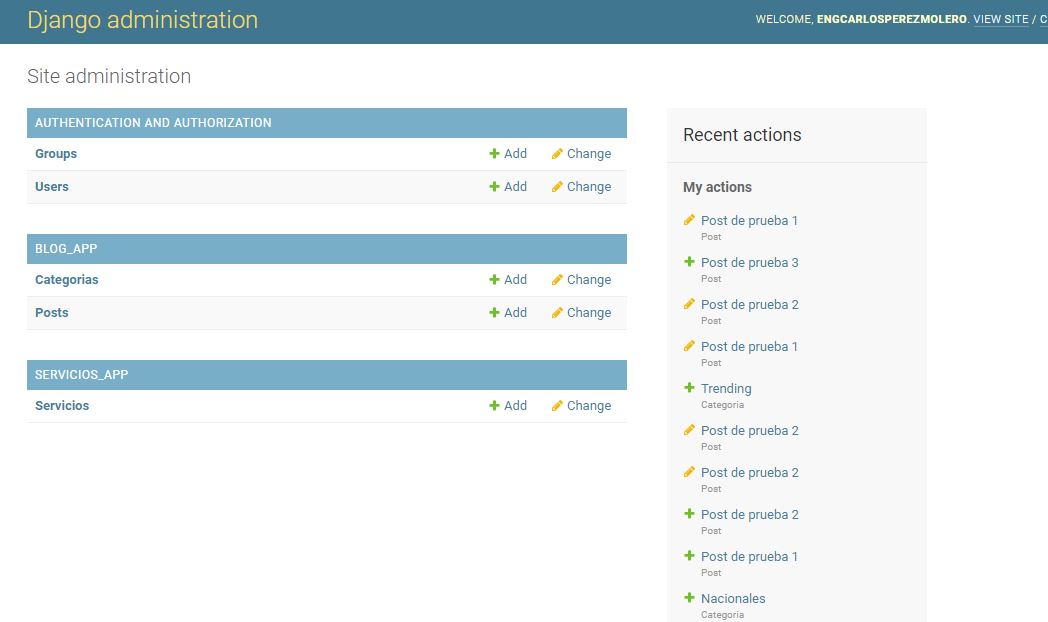 Django administration
WELCOME, ENGCARLOSPEREZMOLERO. VIEW SITE / C
Site administration
AUTHENTICATION AND AUTHORIZATION
Groups Add Change
Users Add Change
BLOG_APP
Categorias Add Change
Posts Add Change
SERVICIOS_APP
Servicios Add Change
Recent actions
My actions
Post de prueba 1
Post
Post de prueba 3
Post
Post de prueba 2
Post
Post de prueba 1
Post
Trending
Categoria
Post de prueba 2
Post
Post de prueba 2
Post
Post de prueba 2
Post
Post de prueba 1
Post
Nacionales
Categoria